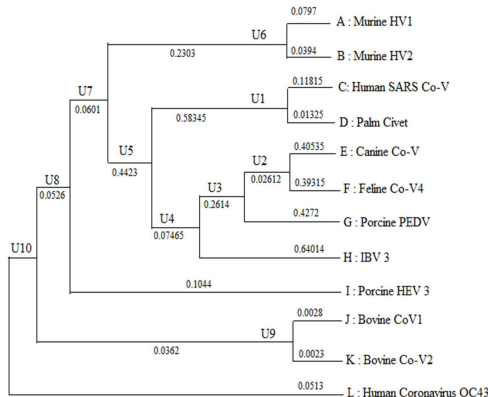 0.0797
A : Murine HV1
U6
0.2303
0.0394
B : Murine HV2
U7
0.0601
0.11815
C: Human SARS Co-V
U1
0.58345
0.01325
D : Palm Civet
U5
0.4423
0.40535
E : Canine Co-V
U2
0.02612
0.39315
F : Feline Co-V4
U8
0.0526
U3
0.2614
0.4272
G : Porcine PEDV
U4
0.07465
0.64014
H : IBV 3
U10
0.1044
I : Porcine HEV 3
0.0028
J : Bovine CoV1
U9
0.0362
0.0023
K : Bovine Co-V2
0.0513
L : Human Coronavirus OC43